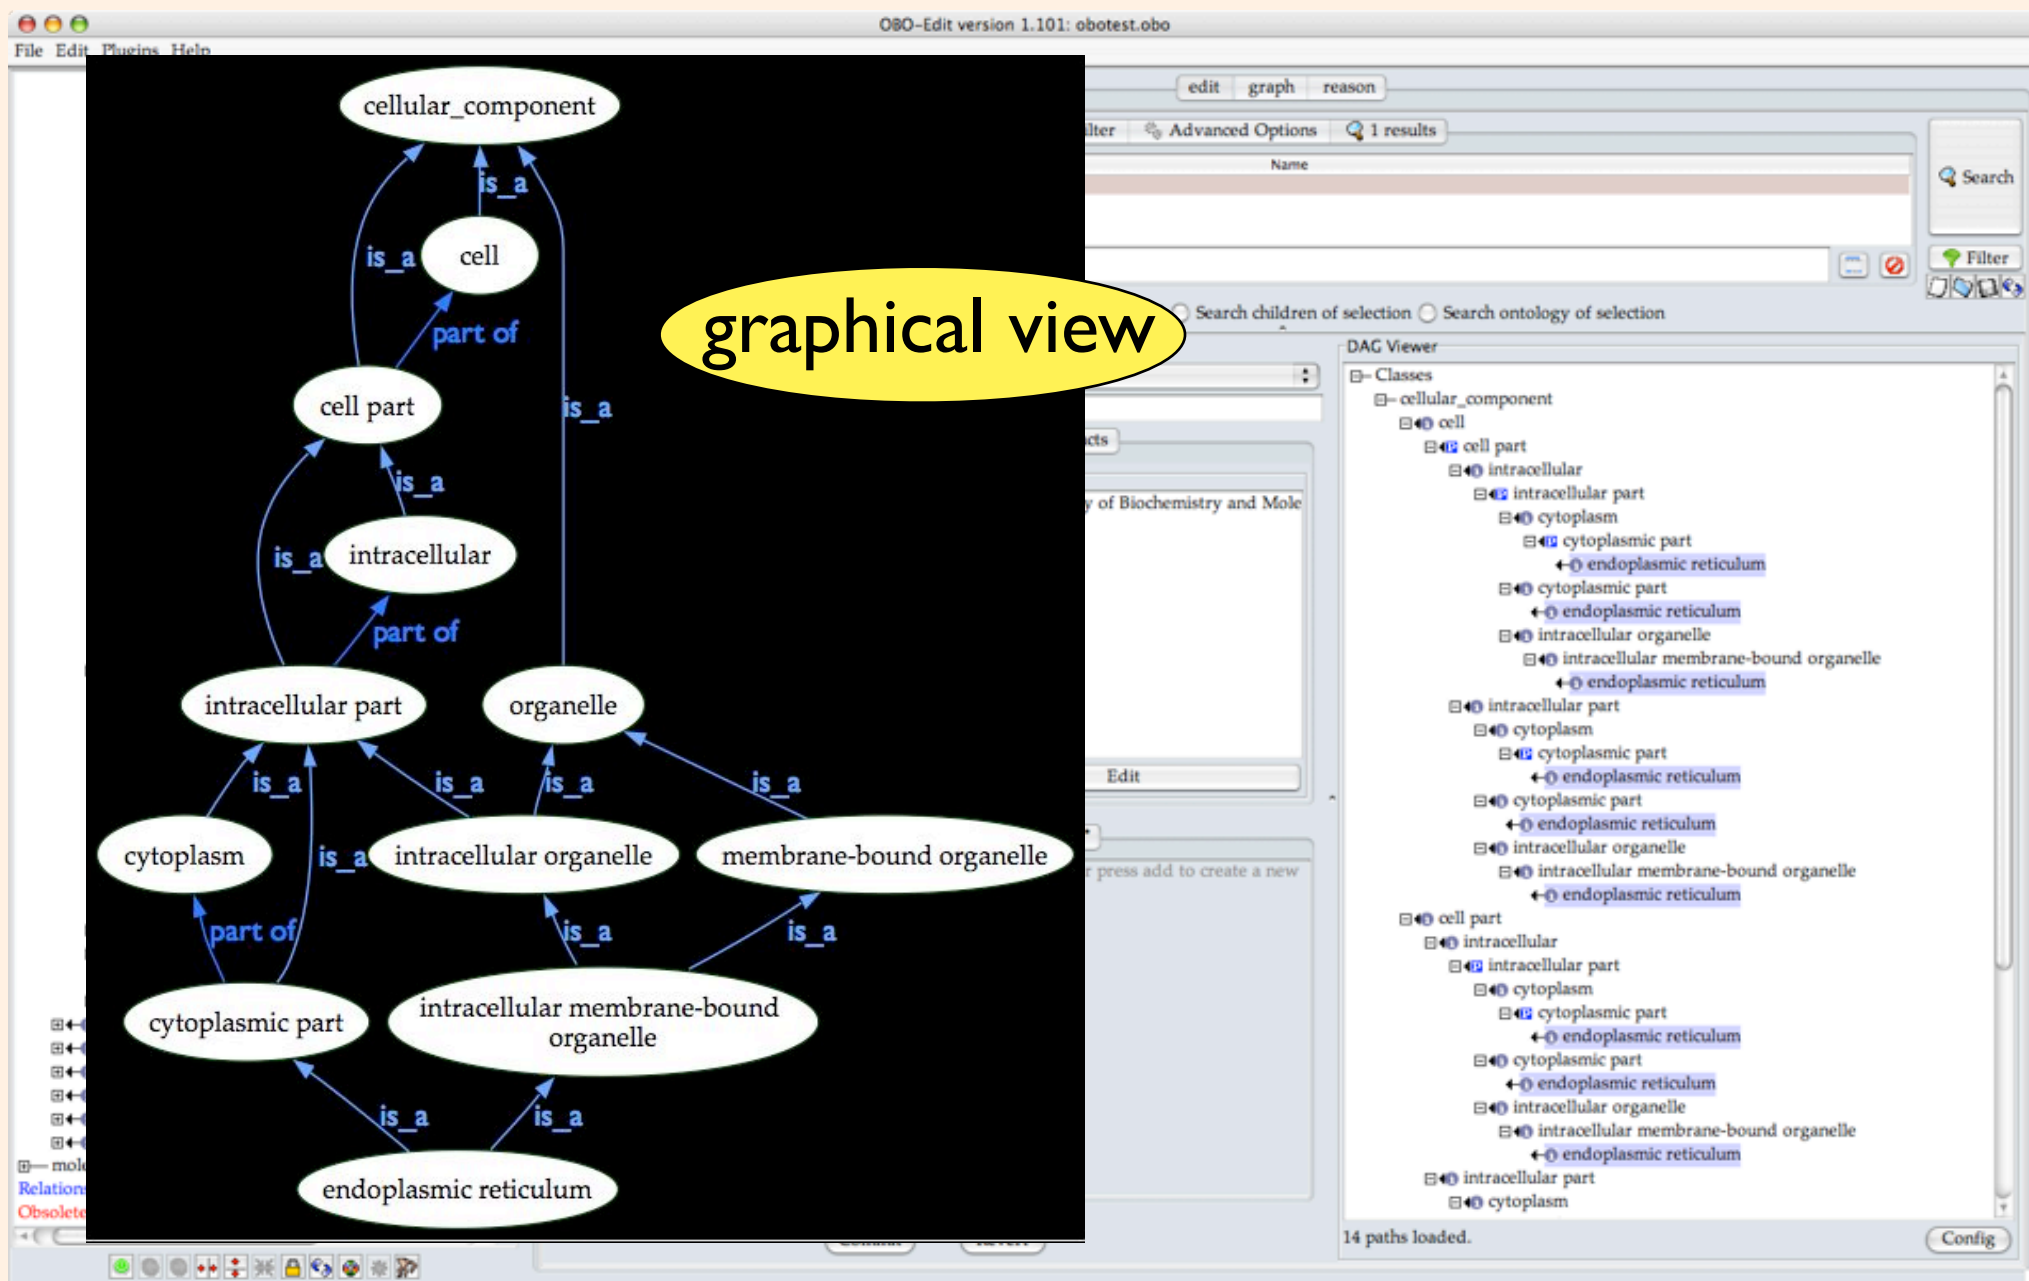 OBO-Edit version 1.101: obotest.obo
File Edit Plugins Help
cellular_component
is_a
is_a
cell
part of
cell part
is_a
is_a
is_a
intracellular
part of
intracellular part
organelle
is_a
is_a
is_a
is_a
cytoplasm
is_a
intracellular organelle
membrane-bound organelle
part of
is_a
is_a
cytoplasmic part
intracellular membrane-bound
organelle
is_a
is_a
endoplasmic reticulum
graphical view
edit graph reason
Advanced Options
1 results
Name
Search
Filter
Search children of selection
Search ontology of selection
y of Biochemistry and Mole
Edit
r press add to create a new
DAG Viewer
Classes
cellular_component
cell
cell part
intracellular
intracellular part
cytoplasm
cytoplasmic part
endoplasmic reticulum
cytoplasmic part
endoplasmic reticulum
intracellular organelle
intracellular membrane-bound organelle
endoplasmic reticulum
intracellular part
cytoplasm
cytoplasmic part
endoplasmic reticulum
cytoplasmic part
endoplasmic reticulum
intracellular organelle
intracellular membrane-bound organelle
endoplasmic reticulum
cell part
intracellular
intracellular part
cytoplasm
cytoplasmic part
endoplasmic reticulum
cytoplasmic part
endoplasmic reticulum
intracellular organelle
intracellular membrane-bound organelle
endoplasmic reticulum
intracellular part
cytoplasm
14 paths loaded.
Config
mole
Relations
Obsolete